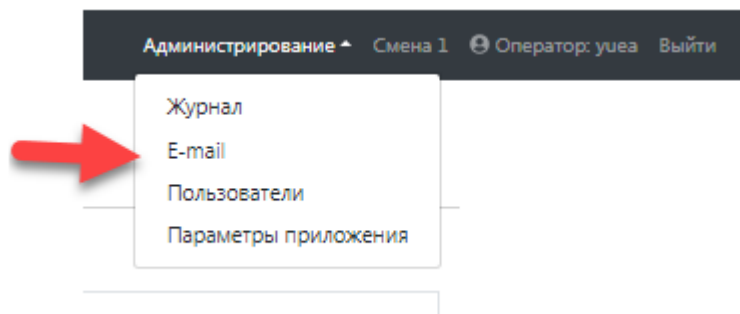 Администрирование Смена 1 Оператор: yuea Выйти
Журнал
E-mail
Пользователи
Параметры приложения